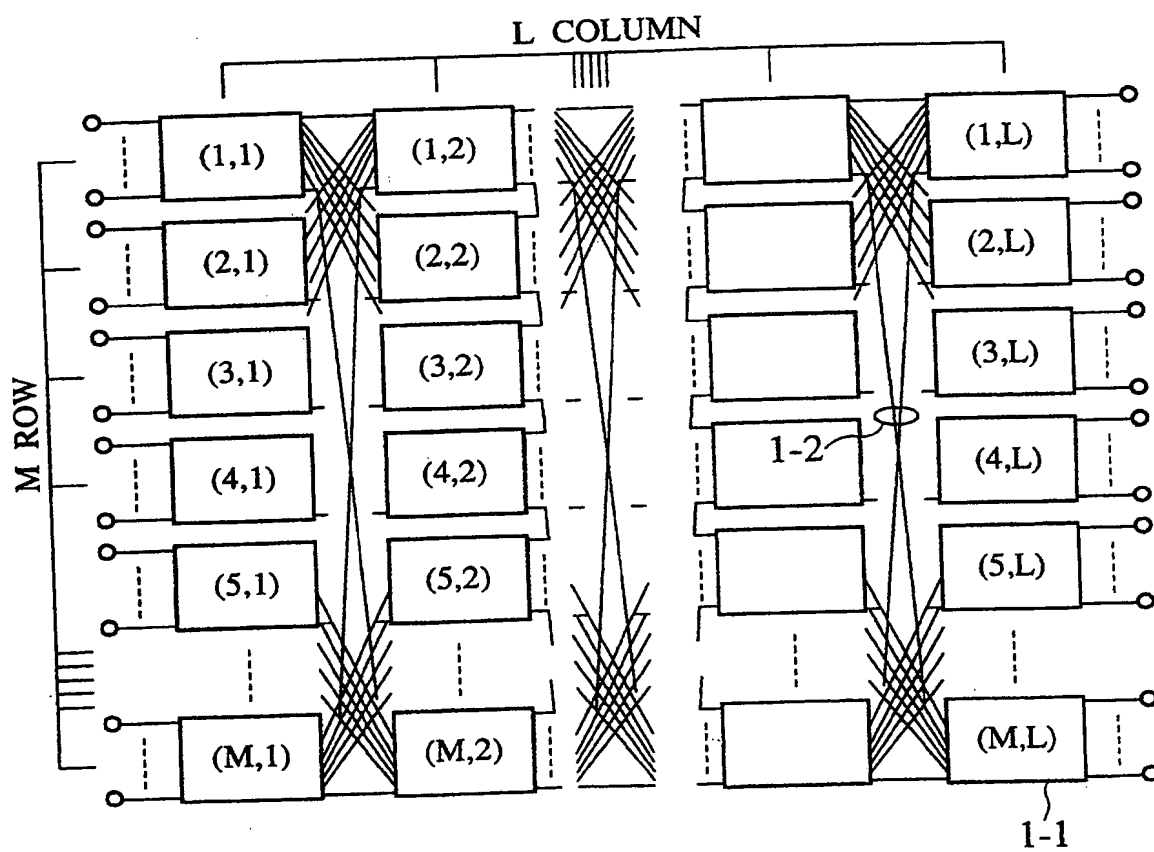 L COLUMN
M ROW
(1,1) (1,2) (1,L)
(2,1) (2,2) (2,L)
(3,1) (3,2) (3,L)
1-2
(4,1) (4,2) (4,L)
(5,1) (5,2) (5,L)
(M,1) (M,2) (M,L)
1-1